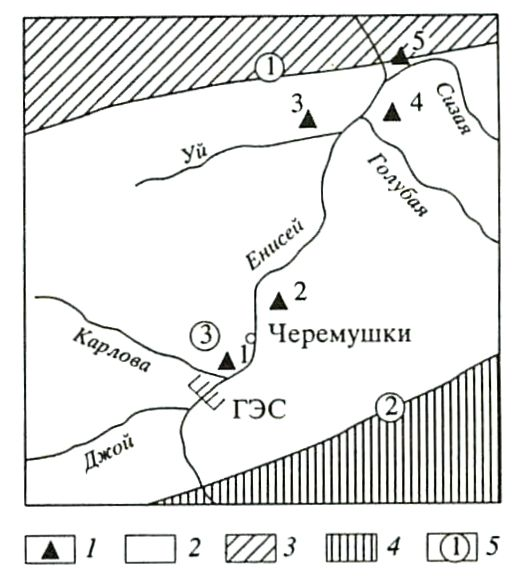 5
1
3
4
Сизая
Уй
Голубая
Енисей
2
Черемушки
3
Карлова
1
ГЭС
2
Джой
1 2 3 4 1 5